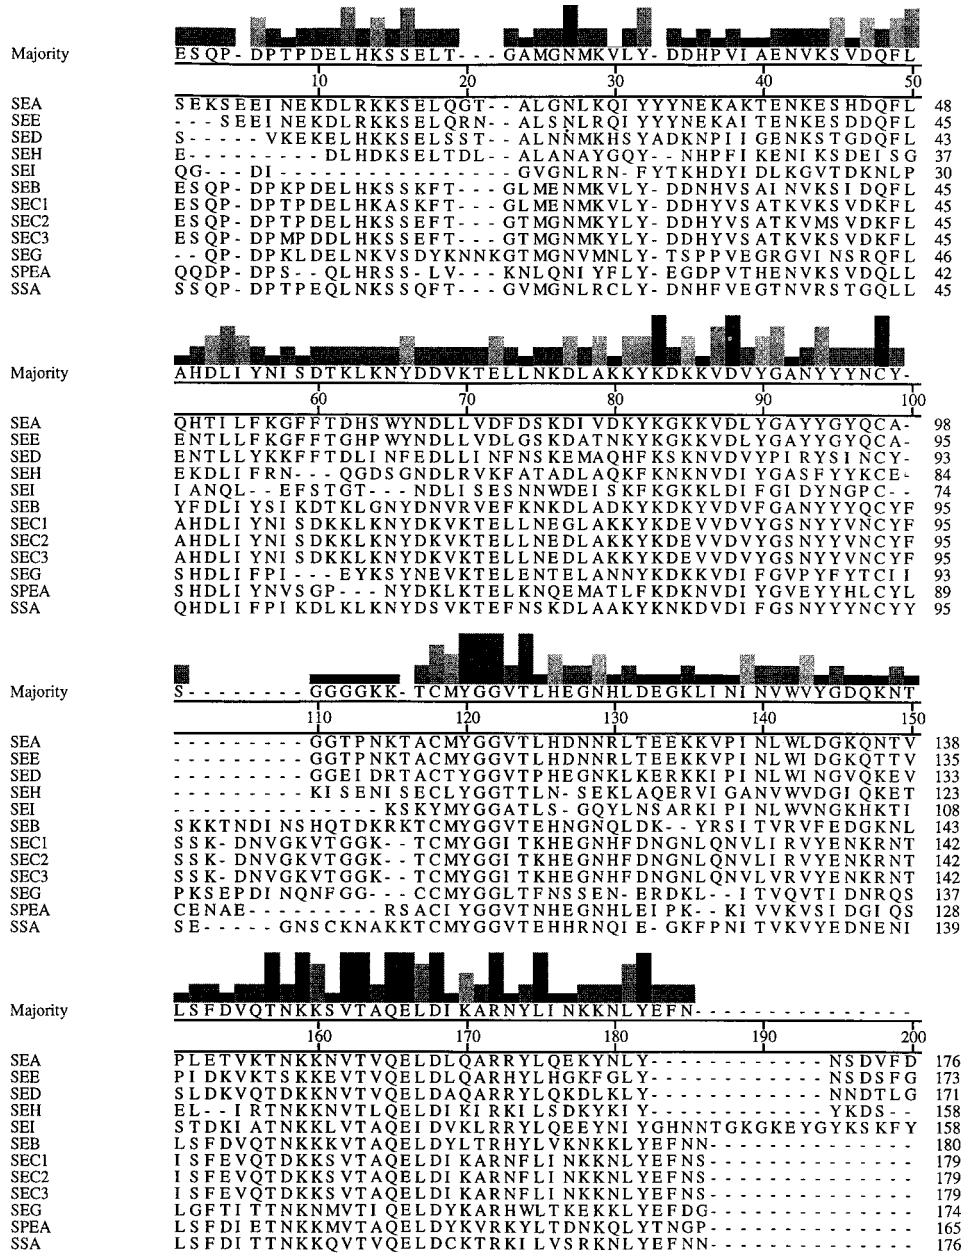 Majority ESQP-DPTPDELHKSSELT---GAMGNMKVLY-DDHPVIAENVKSVDQFL
10 20 30 40 50
SEA SEKSEEINEKDLRKKSELQGT--ALGNLKQIYYYNEKAKTENKESHDQFL 48
SEE ---SEEINEKDLRKKSELQRN--ALSNLRQIYYYNEKAITENKESNDQFL 45
SED S-----VKEKELHKKSELSST--ALNNMKHSYADKNPIIGENKSTGDQFL 43
SEH E---------DLHDKSELTDL--ALANAYGQY--NHPFIKENIKSDEISG 37
SEI QG--DI----------------GVGNLRN-FYTKHDYIDLKGVTDKNLP 30
SEB ESQP-DPKPDELHKSSKFT---GLMENMKVLY-DDNHVSAINVKSIDQFL 45
SEC1 ESQP-DPTPDELHKASKFT---GLMENMKVLY-DDHYVSATKVKSVDKFL 45
SEC2 ESQP-DPTPDELHKSSEFT---GTMGNMKYLY-DDHYVSATKVMSVDKFL 45
SEC3 ESQP-DPMPDDLHKSSEFT---GTMGNMKYLY-DDHYVSATKVKSVDKFL 45
SEG --QP-DPKLDELNKVSDYKNNKGTMGNVMNLY-TSPPVEGRGVINSRQFL 46
SPEA QQDP-DPS--QLHRSS-LV---KNLQNIYFLY-EGDPVTHENVKSVDQLL 42
SSA SSQP-DPTPEQLNKSSQFT---GVMGNLRCLY-DNHFVEGTNVRSTGQLL 45
Majority AHDLIYNISDTKLKNYDDVKTELLNKDLAKKYKDKKVDVYGANYYYNCY-
60 70 80 90 100
SEA QHTILFKGFFTDHSWYNDLLVDFDSKDIVDKYKGKKVDLYGAYYGYQCA- 98
SEE ENTLLFKGFFTGHPWYNDLLVDLGSKDATNKYKGKKVDLYGAYYGYQCA- 95
SED ENTLLYKKFFTDLINFEDLLINFNSKEMAQHFKSKNVDVYPIRYSINCY- 93
SEH EKDLIFRN---QGDSGNDLRVKFATADLAQKFKNKNVDIYGASFYYKCE- 84
SEI IANQL--EFSTGT---NDLISESNNWDEISKFKGKKLDIFGIDYNGPC-- 74
SEB YFDLIYSIKDTKLGNYDNVRVEFKNKDLADKYKDKYVDVFGANYYYQCYF 95
SEC1 AHDLIYNISDKKLKNYDKVKTELLNEGLAKKYKDEVVDVYGSNYYVNCYF 95
SEC2 AHDLIYNISDKKLKNYDKVKTELLNEDLAKKYKDEVVDVYGSNYYVNCYF 95
SEC3 AHDLIYNISDKKLKNYDKVKTELLNEDLAKKYKDEVVDVYGSNYYVNCYF 95
SEG SHDLIFPI---EYKSYNEVKTELENTELANNYKDKKVDIFGVPYFYTCII 93
SPEA SHDLIYNVSGP---NYDKLKTELKNQEMATLFKDKNVDIYGVEYYHLCYL 89
SSA QHDLIFPIKDLKLKNYDSVKTEFNSKDLAAKYKNKDVDIFGSNYYYNCYY 95
Majority S--------GGGGKK-TCMYGGVTLHEGNHLDEGKLININVWVYGDQKNT
110 120 130 140 150
SEA ---------GGTPNKTACMYGGVTLHDNNRLTEEKKVPINLWLDGKQNTV 138
SEE ---------GGTPNKTACMYGGVTLHDNNRLTEEKKVPINLWIDGKQTTV 135
SED ---------GGEIDRTACTYGGVTPHEGNKLKERKKIPINLWINGVQKEV 133
SEH ---------KISENISECLYGGTTLN-SEKLAQERVIGANVWVDGIQKET 123
SEI --------------KSKYMYGGATLS-GQYLNSARKIPINLWVNGKHKTI 108
SEB SKKTNDINSHQTDKRKTCMYGGVTEHNGNQLDK--YRSITVRVFEDGKNL 143
SEC1 SSK-DNVGKVTGGK--TCMYGGITKHEGNHFDNGNLQNVLIRVYENKRNT 142
SEC2 SSK-DNVGKVTGGK--TCMYGGITKHEGNHFDNGNLQNVLIRVYENKRNT 142
SEC3 SSK-DNVGKVTGGK--TCMYGGITKHEGNHFDNGNLQNVLVRVYENKRNT 142
SEG PKSEPDINQNFGG---CCMYGGLTFNSSEN-ERDKL--ITVQVTIDNRQS 137
SPEA CENAE---------RSACIYGGVTNHEGNHLEIPK--KIVVKVSIDGIQS 128
SSA SE-----GNSCKNAKKTCMYGGVTEHHRNQIE-GKFPNITVKVYEDNENI 139
Majority LSFDVQTNKKSVTAQELDIKARNYLINKKNLYEFN---------------
160 170 180 190 200
SEA PLETVKTNKKNVTVQELDLQARRYLQEKYNLY------------NSDVFD 176
SEE PIDKVKTSKKEVTVQELDLQARHYLHGKFGLY------------NSDSFG 173
SED SLDKVQTDKKNVTVQELDAQARRYLQKDLKLY------------NNDTLG 171
SEH EL--IRTNKKNVTLQELDIKIRKILSDKYKIY------------YKDS-- 158
SEI STDKIATNKKLVTAQEIDVKLRRYLQEEYNIYGHNNTGKGKEYGYKSKFY 158
SEB LSFDVQTNKKKVTAQELDYLTRHYLVKNKKLYEFNN-------------- 180
SEC1 ISFEVQTDKKSVTAQELDIKARNFLINKKNLYEFNS-------------- 179
SEC2 ISFEVQTDKKSVTAQELDIKARNFLINKKNLYEFNS-------------- 179
SEC3 ISFEVQTDKKSVTAQELDIKARNFLINKKNLYEFNS-------------- 179
SEG LGFTITTNKKNMVTIQELDYKARHWLTKEKKLYEFDG------------- 174
SPEA LSFDIETNKKMVTAQELDYKVRKYLTDNKQLYTNGP-------------- 165
SSA LSFDITTNKKQVTVQELDCKTRKILVSRKNLYEFNN-------------- 176